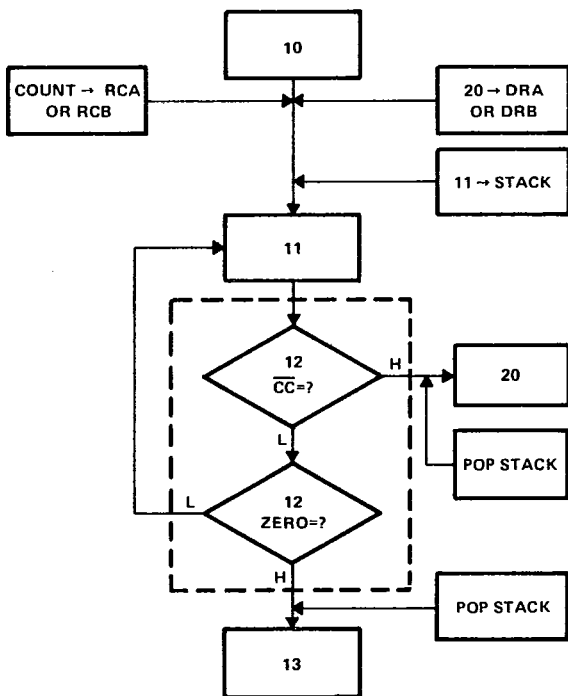 10
COUNT → RCA
OR RCB
20 → DRA
OR DRB
11 → STACK
11
12
C̅C̅=?
H
20
L
POP STACK
12
ZERO=?
L
H
POP STACK
13